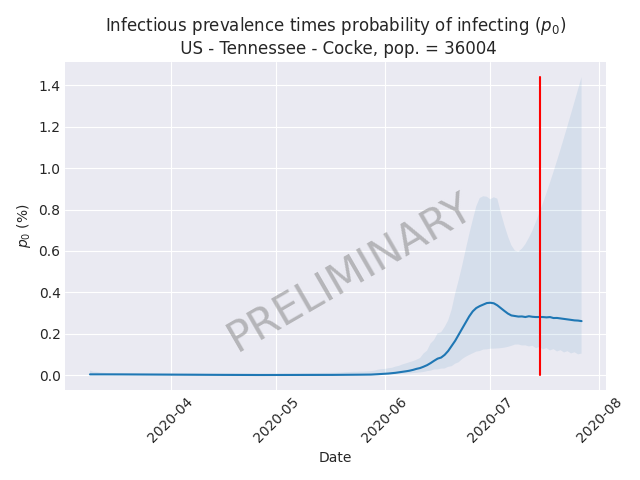 Infectious prevalence times probability of infecting (p₀)
US - Tennessee - Cocke, pop. = 36004
1.4
1.2
1.0
0.8
0.6
0.4
0.2
0.0
p₀ (%)
PRELIMINARY
2020-04
2020-05
2020-06
2020-07
2020-08
Date